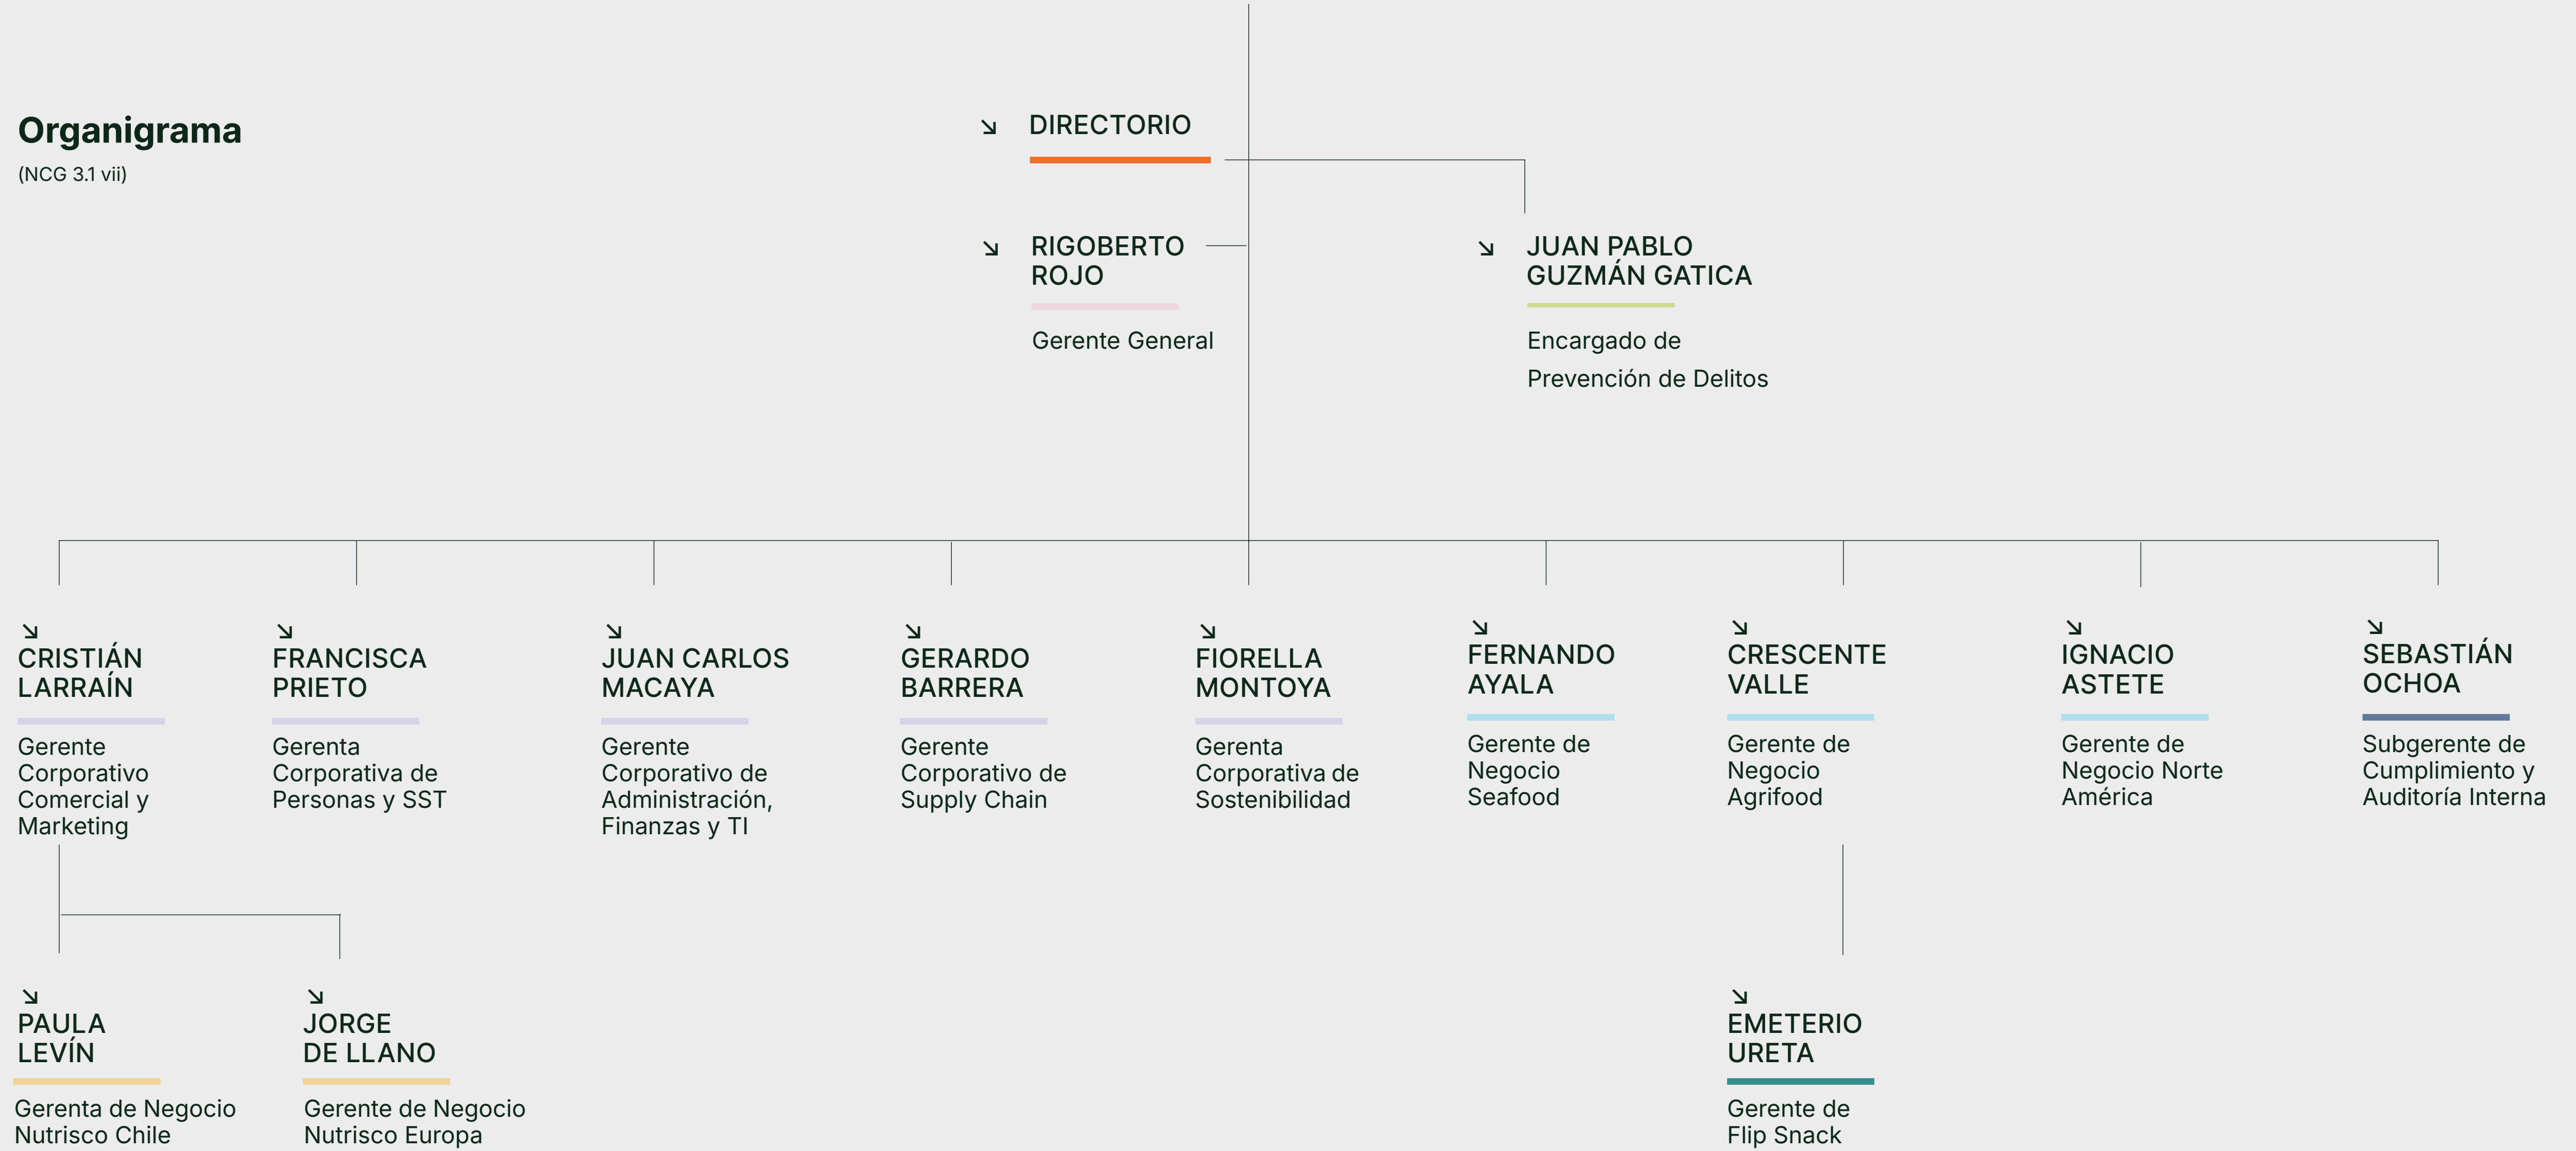 Organigrama
(NCG 3.1 vii)
DIRECTORIO
RIGOBERTO
ROJO
Gerente General
JUAN PABLO
GUZMÁN GATICA
Encargado de
Prevención de Delitos
CRISTIÁN
LARRAÍN
Gerente
Corporativo
Comercial y
Marketing
FRANCISCA
PRIETO
Gerenta
Corporativa de
Personas y SST
JUAN CARLOS
MACAYA
Gerente
Corporativo de
Administración,
Finanzas y TI
GERARDO
BARRERA
Gerente
Corporativo de
Supply Chain
FIORELLA
MONTOYA
Gerenta
Corporativa de
Sostenibilidad
FERNANDO
AYALA
Gerente de
Negocio
Seafood
CRESCENTE
VALLE
Gerente de
Negocio
Agrifood
IGNACIO
ASTETE
Gerente de
Negocio Norte
América
SEBASTIÁN
OCHOA
Subgerente de
Cumplimiento y
Auditoría Interna
PAULA
LEVÍN
Gerenta de Negocio
Nutrisco Chile
JORGE
DE LLANO
Gerente de Negocio
Nutrisco Europa
EMETERIO
URETA
Gerente de
Flip Snack